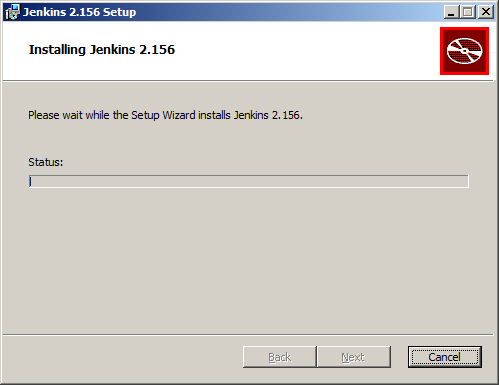 Jenkins 2.156 Setup
Installing Jenkins 2.156
Please wait while the Setup Wizard installs Jenkins 2.156.
Status:
Back Next Cancel